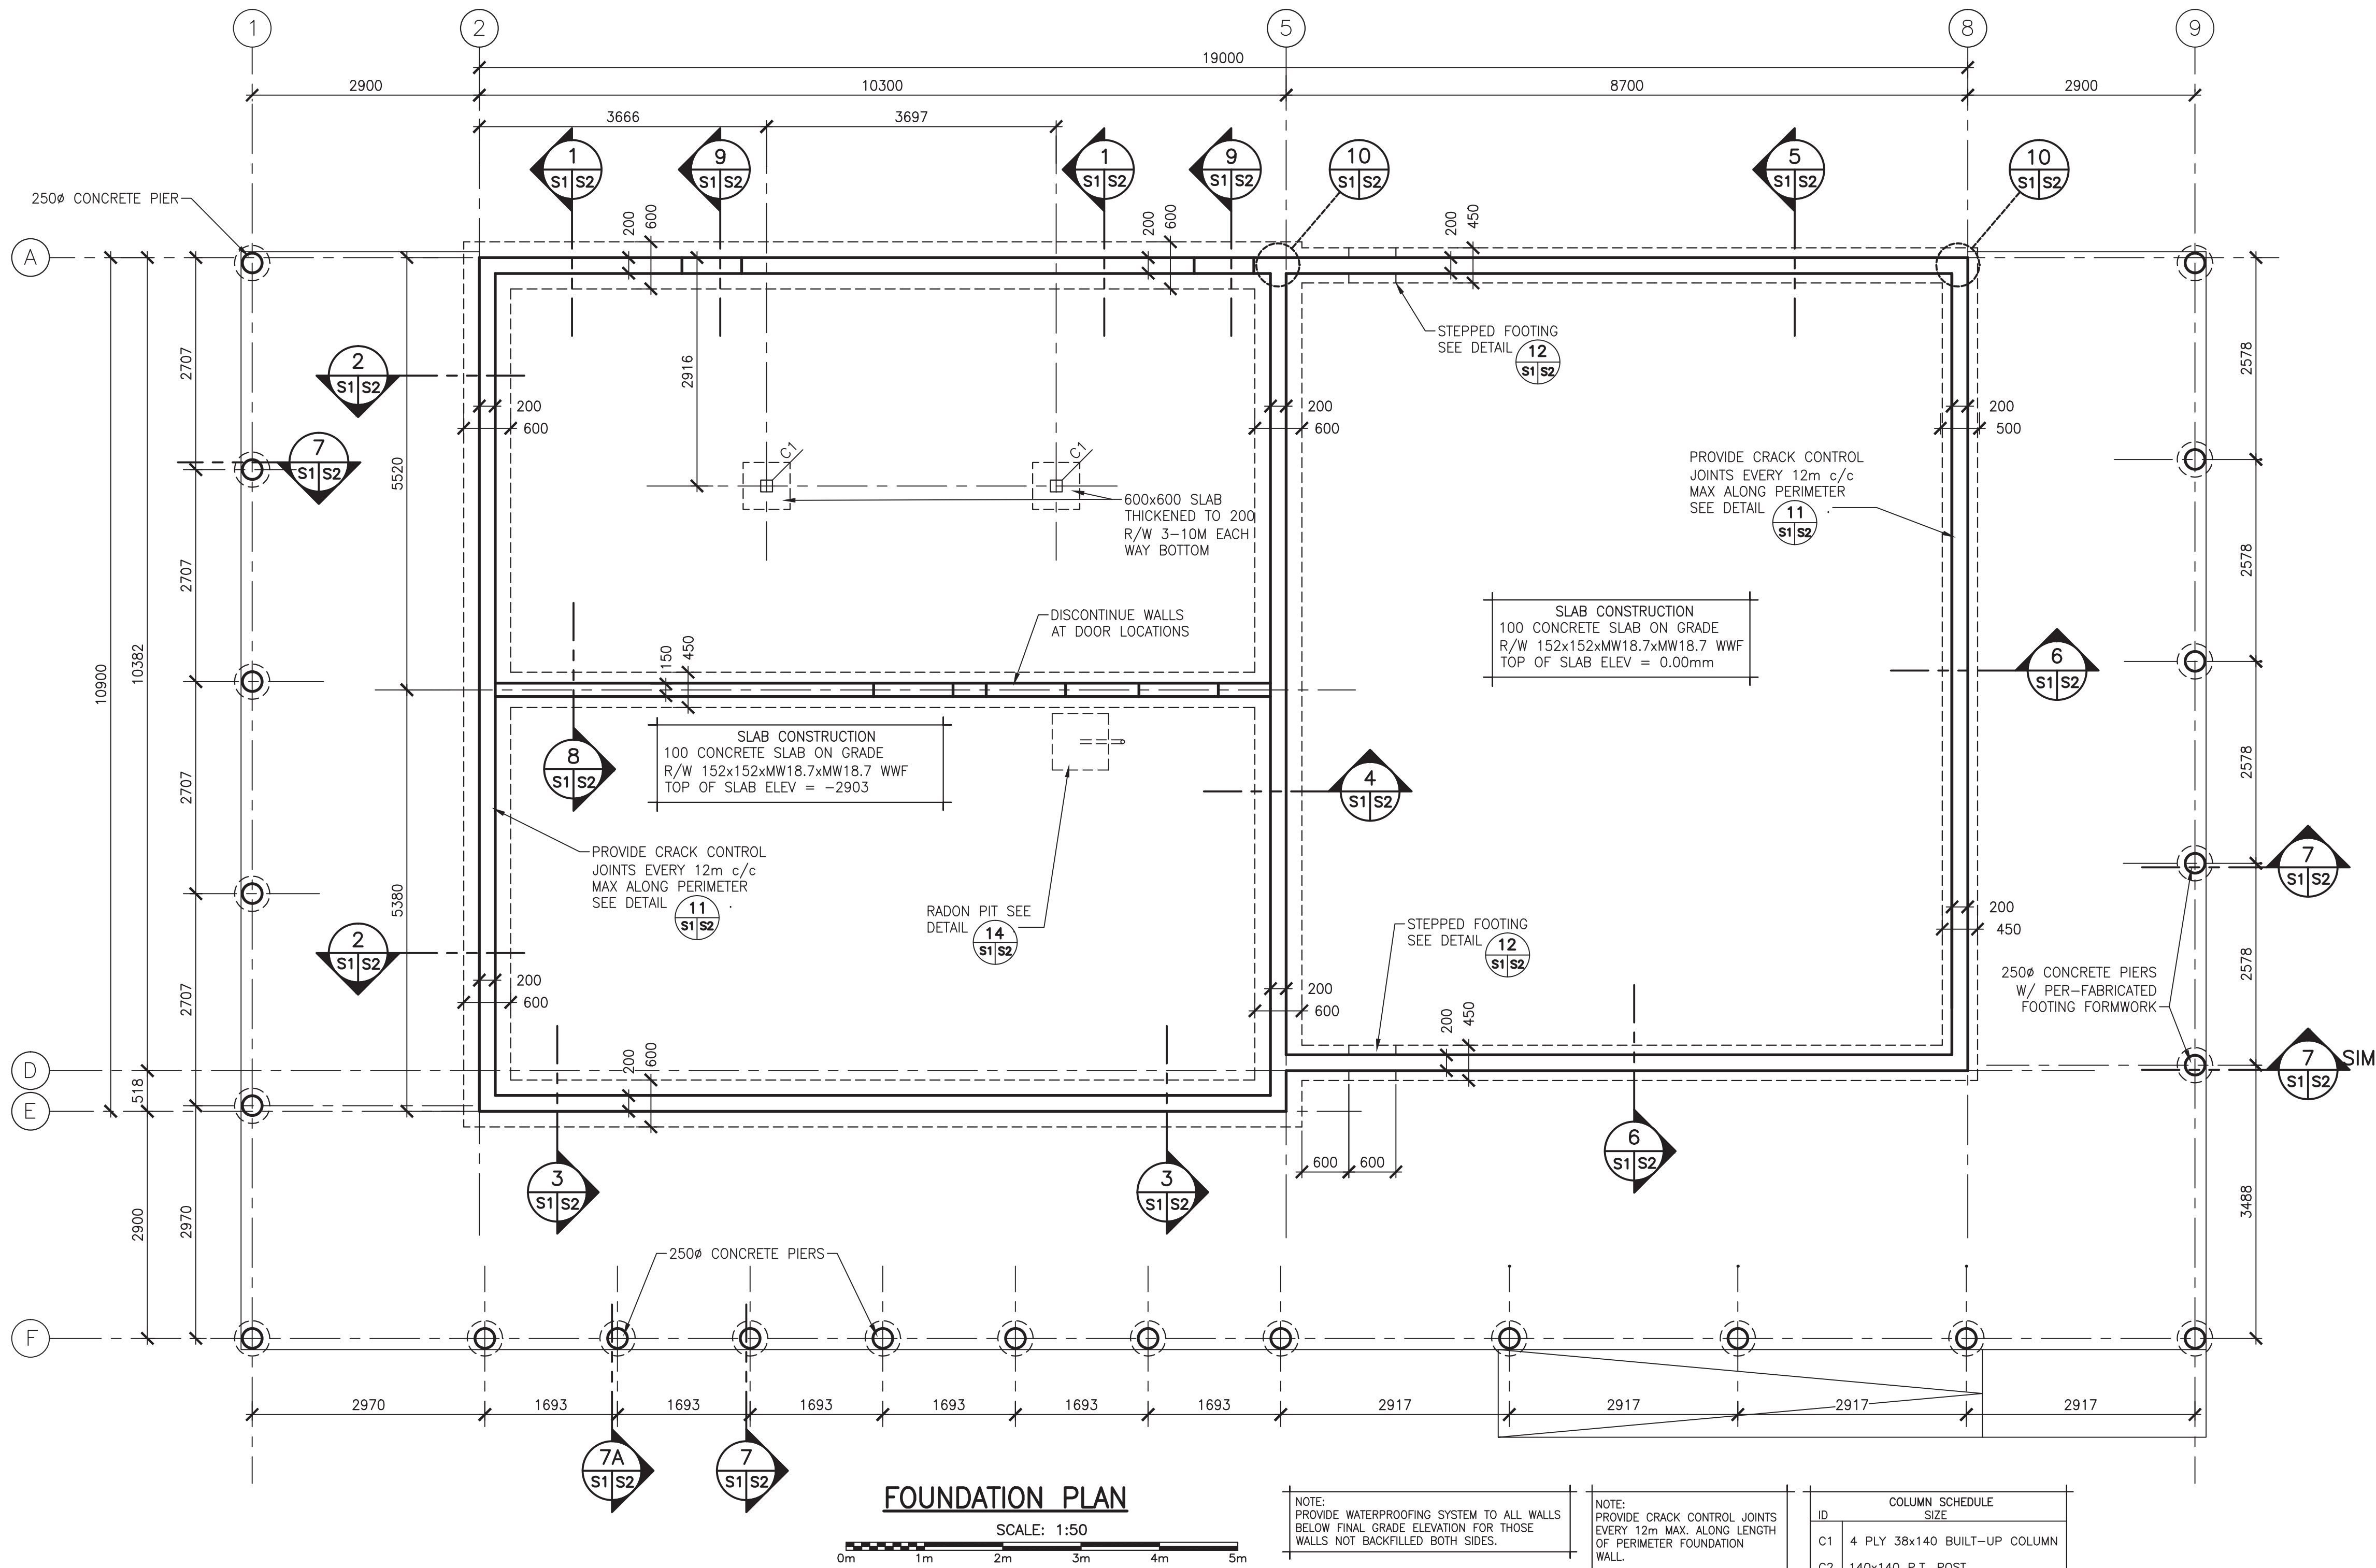 1
2
5
8
9
19000
2900
10300
8700
2900
3666
3697
1
S1 S2
9
S1 S2
1
S1 S2
9
S1 S2
10
S1 S2
5
S1 S2
10
S1 S2
250ø CONCRETE PIER
200
600
200
600
200
450
A
STEPPED FOOTING
SEE DETAIL
12
S1 S2
2707
2916
2578
2
S1 S2
200
600
200
600
200
500
7
S1 S2
5520
C1
C1
PROVIDE CRACK CONTROL
JOINTS EVERY 12m c/c
MAX ALONG PERIMETER
SEE DETAIL
11
S1 S2
600x600 SLAB
THICKENED TO 200
R/W 3-10M EACH
WAY BOTTOM
2707
2578
DISCONTINUE WALLS
AT DOOR LOCATIONS
SLAB CONSTRUCTION
100 CONCRETE SLAB ON GRADE
R/W 152x152xMW18.7xMW18.7 WWF
TOP OF SLAB ELEV = 0.00mm
10900
10382
150
450
6
S1 S2
8
S1 S2
SLAB CONSTRUCTION
100 CONCRETE SLAB ON GRADE
R/W 152x152xMW18.7xMW18.7 WWF
TOP OF SLAB ELEV = -2903
4
S1 S2
2707
2578
PROVIDE CRACK CONTROL
JOINTS EVERY 12m c/c
MAX ALONG PERIMETER
SEE DETAIL
11
S1 S2
5380
7
S1 S2
RADON PIT SEE
DETAIL
14
S1 S2
STEPPED FOOTING
SEE DETAIL
12
S1 S2
200
450
2
S1 S2
2707
2578
200
600
200
600
250ø CONCRETE PIERS
W/ PER-FABRICATED
FOOTING FORMWORK
200
600
200
450
D
518
E
7
S1 S2
SIM
600
600
6
S1 S2
3
S1 S2
3
S1 S2
2900
2970
3488
250ø CONCRETE PIERS
F
2970
1693
1693
1693
1693
1693
1693
2917
2917
2917
2917
7A
S1 S2
7
S1 S2
FOUNDATION PLAN
SCALE: 1:50
0m 1m 2m 3m 4m 5m
NOTE:
PROVIDE WATERPROOFING SYSTEM TO ALL WALLS
BELOW FINAL GRADE ELEVATION FOR THOSE
WALLS NOT BACKFILLED BOTH SIDES.
NOTE:
PROVIDE CRACK CONTROL JOINTS
EVERY 12m MAX. ALONG LENGTH
OF PERIMETER FOUNDATION
WALL.
COLUMN SCHEDULE
ID SIZE
C1 4 PLY 38x140 BUILT-UP COLUMN
C2 140x140 P.T. POST